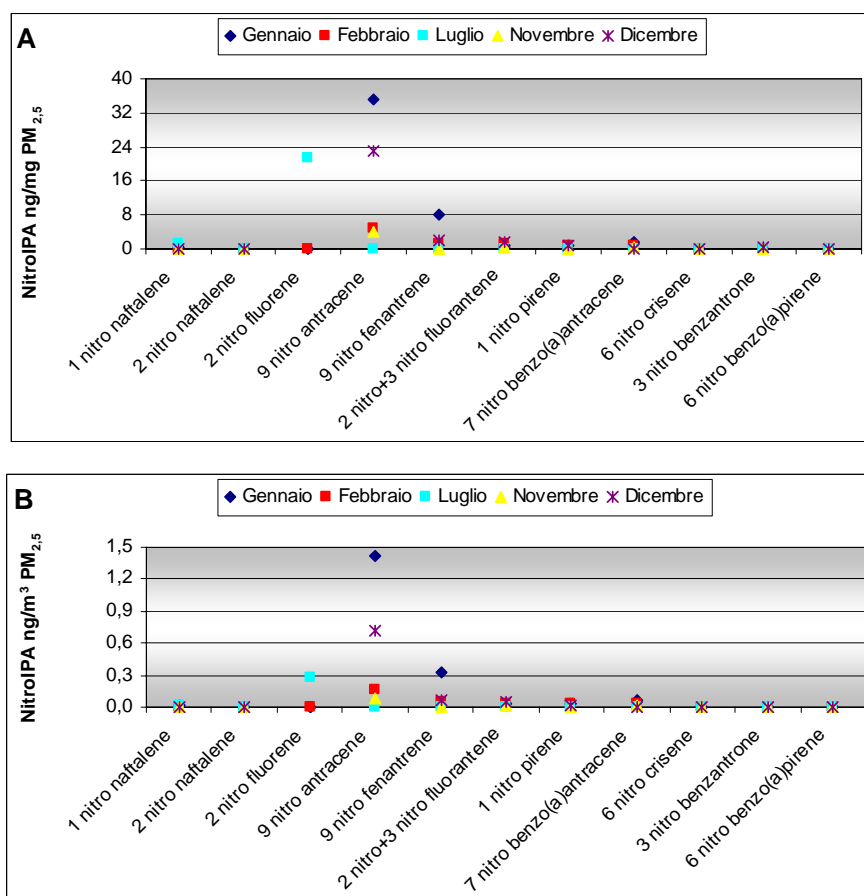 A
Gennaio Febbraio Luglio Novembre Dicembre
NitroIPA ng/mg PM2,5
40
32
24
16
8
0
1 nitro naftalene
2 nitro naftalene
2 nitro fluorene
9 nitro antracene
9 nitro fenantrene
2 nitro+3 nitro fluorantene
1 nitro pirene
7 nitro benzo(a)antracene
6 nitro crisene
3 nitro benzantrone
6 nitro benzo(a)pirene
B
Gennaio Febbraio Luglio Novembre Dicembre
NitroIPA ng/m³ PM2,5
1,5
1,2
0,9
0,6
0,3
0,0
1 nitro naftalene
2 nitro naftalene
2 nitro fluorene
9 nitro antracene
9 nitro fenantrene
2 nitro+3 nitro fluorantene
1 nitro pirene
7 nitro benzo(a)antracene
6 nitro crisene
3 nitro benzantrone
6 nitro benzo(a)pirene